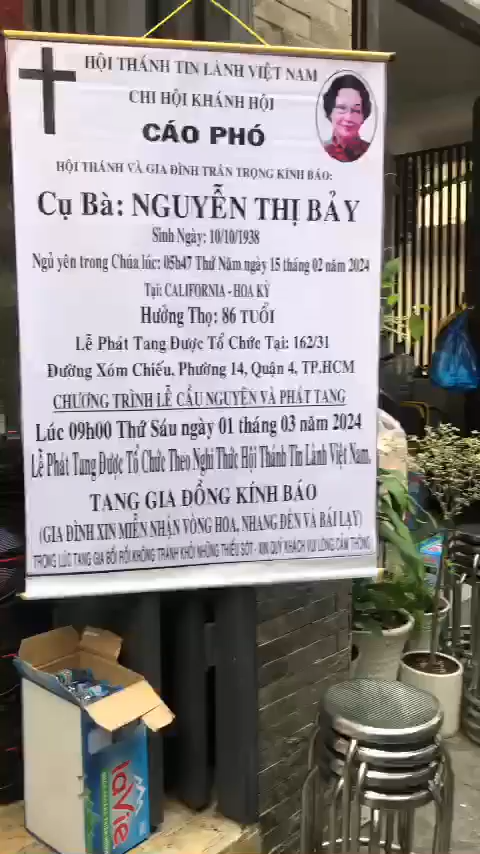 HỘI THÁNH TIN LÀNH VIỆT NAM
CHI HỘI KHÁNH HỘI
CÁO PHÓ
HỘI THÁNH VÀ GIA ĐÌNH TRÂN TRỌNG KÍNH BÁO:
Cụ Bà: NGUYỄN THỊ BẢY
Sinh Ngày: 10/10/1938
Ngủ yên trong Chúa lúc: 05h47 Thứ Năm ngày 15 tháng 02 năm 2024
Tại: CALIFORNIA - HOA KỲ
Hưởng Thọ: 86 TUỔI
Lễ Phát Tang Được Tổ Chức Tại: 162/31
Đường Xóm Chiếu, Phường 14, Quận 4, TP.HCM
CHƯƠNG TRÌNH LỄ CẦU NGUYỆN VÀ PHÁT TANG
Lúc 09h00 Thứ Sáu ngày 01 tháng 03 năm 2024
Lễ Phát Tang Được Tổ Chức Theo Nghi Thức Hội Thánh Tin Lành Việt Nam.
TANG GIA ĐỒNG KÍNH BÁO
(GIA ĐÌNH XIN MIỄN NHẬN VÒNG HOA, NHANG ĐÈN VÀ BÁI LẠY)
TRONG LÚC TANG GIA BỐI RỐI KHÔNG TRÁNH KHỎI NHỮNG THIẾU SÓT - XIN QUÝ KHÁCH VUI LÒNG CẢM THÔNG
LaVie